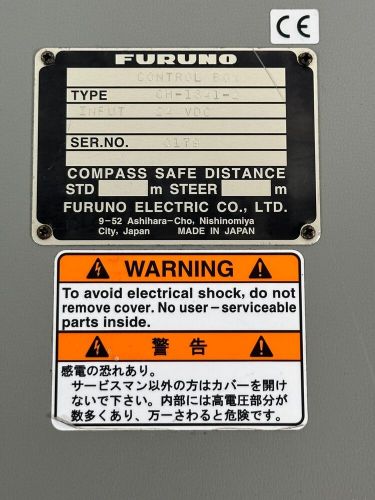 CE
FURUNO
CONTROL BOX
TYPE
INPUT 24 VDC
SER.NO.
COMPASS SAFE DISTANCE
STD m STEER m
FURUNO ELECTRIC CO., LTD.
9-52 Ashihara-Cho, Nishinomiya
City, Japan MADE IN JAPAN
WARNING
To avoid electrical shock, do not
remove cover. No user-serviceable
parts inside.
警告
感電の恐れあり。
サービスマン以外の方はカバーを開け
ないで下さい。内部には高電圧部分が
数多くあり、万一さわると危険です。